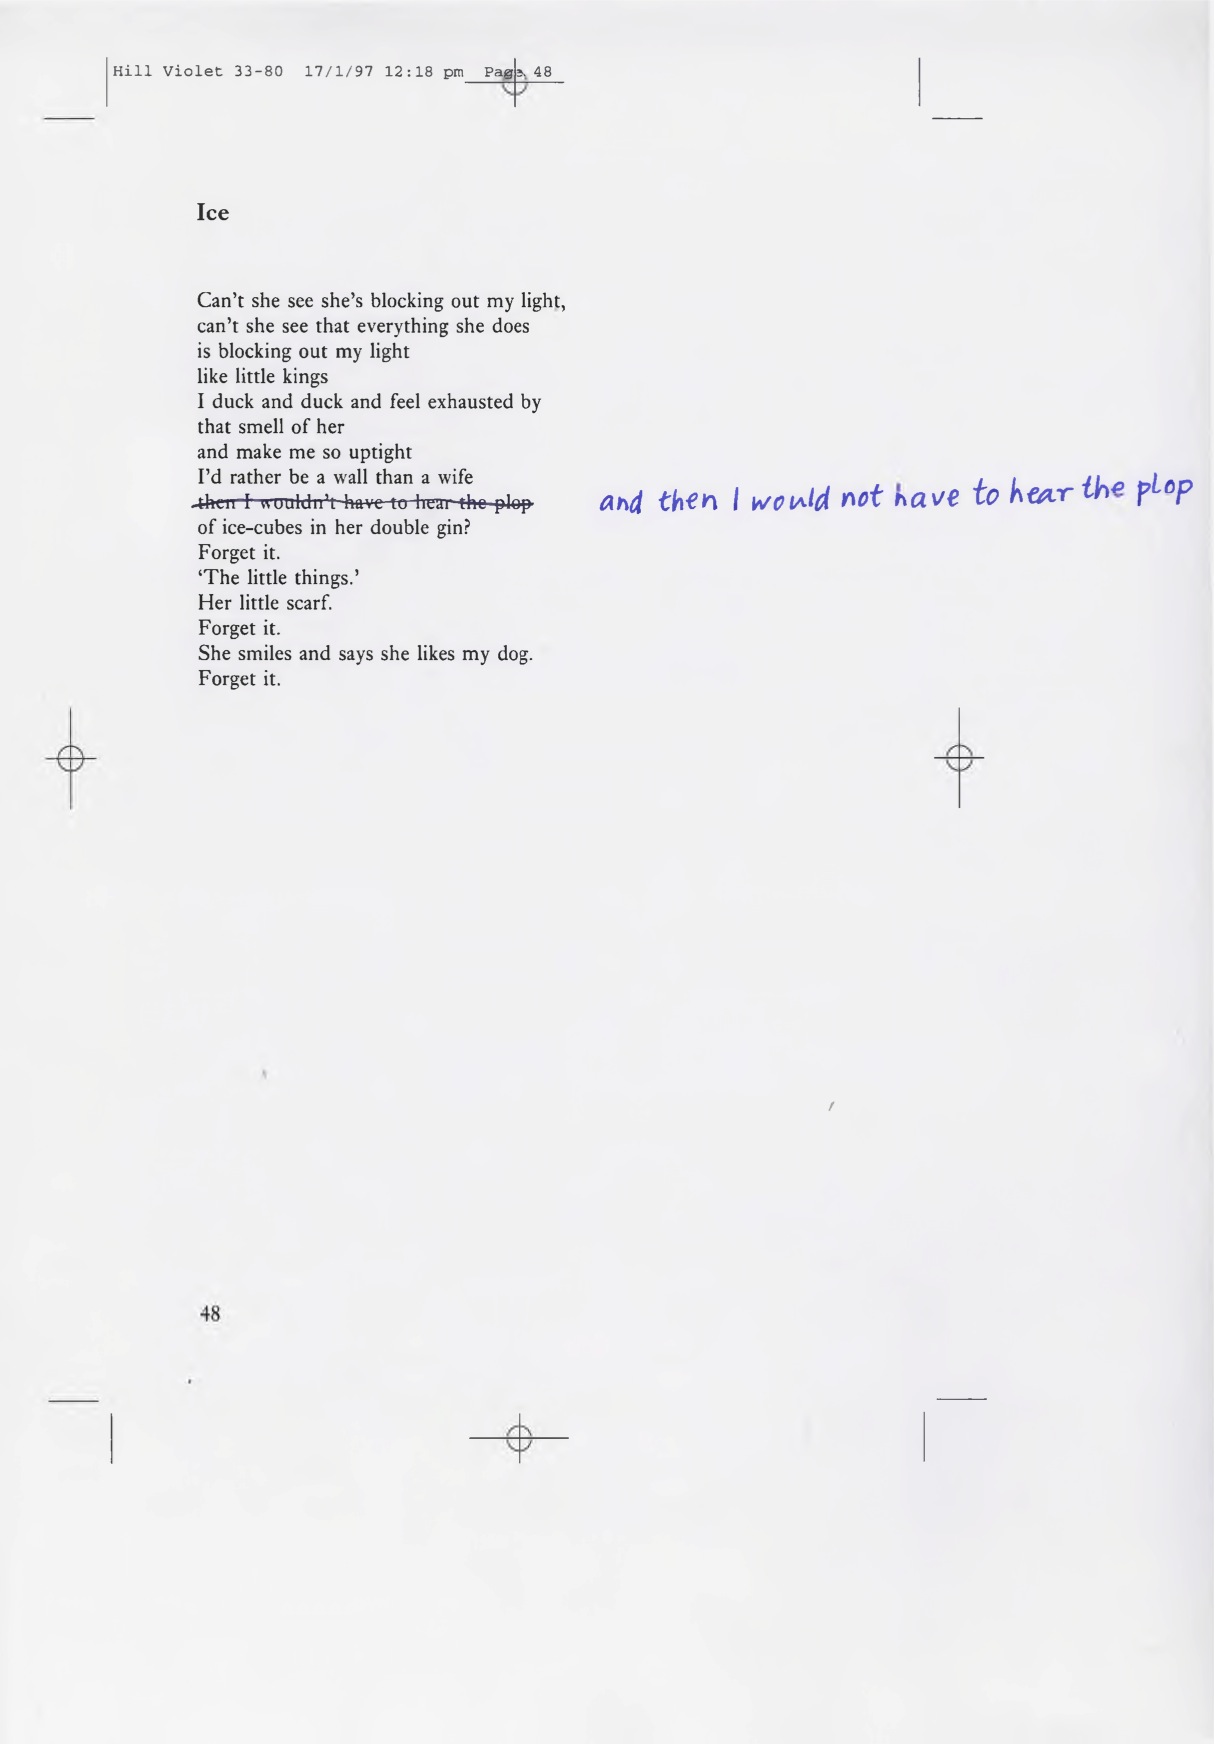 Hill Violet 33-80 17/1/97 12:18 pm Page 48
Ice
Can't she see she's blocking out my light,
can't she see that everything she does
is blocking out my light
like little kings
I duck and duck and feel exhausted by
that smell of her
and make me so uptight
I'd rather be a wall than a wife
then I wouldn't have to hear the plop and then I would not have to hear the plop
of ice-cubes in her double gin?
Forget it.
‘The little things.’
Her little scarf.
Forget it.
She smiles and says she likes my dog.
Forget it.
48